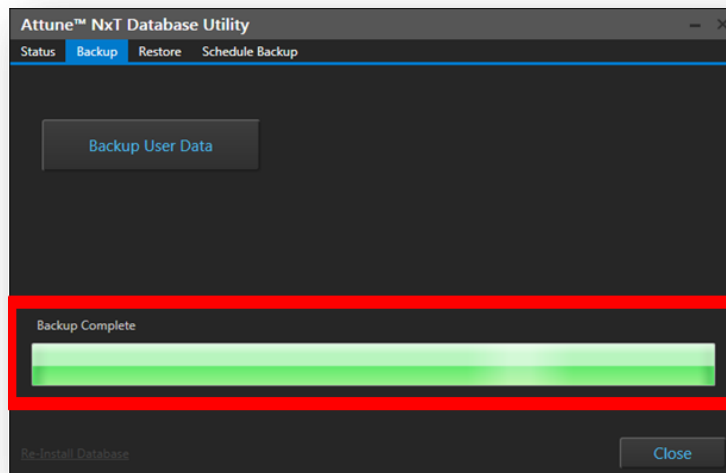 Attune™ NxT Database Utility
Status Backup Restore Schedule Backup
Backup User Data
Backup Complete
Re-Install Database
Close